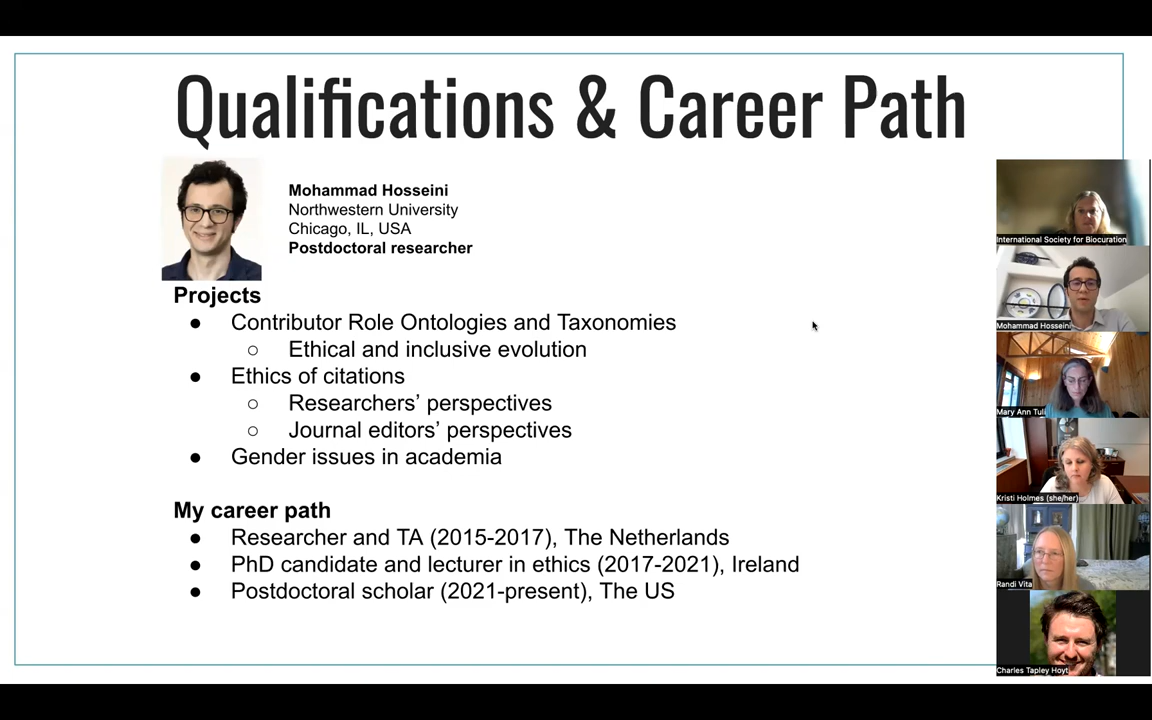 Qualifications & Career Path
Mohammad Hosseini
Northwestern University
Chicago, IL, USA
Postdoctoral researcher
Projects
● Contributor Role Ontologies and Taxonomies
○ Ethical and inclusive evolution
● Ethics of citations
○ Researchers’ perspectives
○ Journal editors’ perspectives
● Gender issues in academia
My career path
● Researcher and TA (2015-2017), The Netherlands
● PhD candidate and lecturer in ethics (2017-2021), Ireland
● Postdoctoral scholar (2021-present), The US
International Society for Biocuration
Mohammad Hosseini
Mary Ann Tuli
Kristi Holmes (she/her)
Randi Vita
Charles Tapley Hoyt